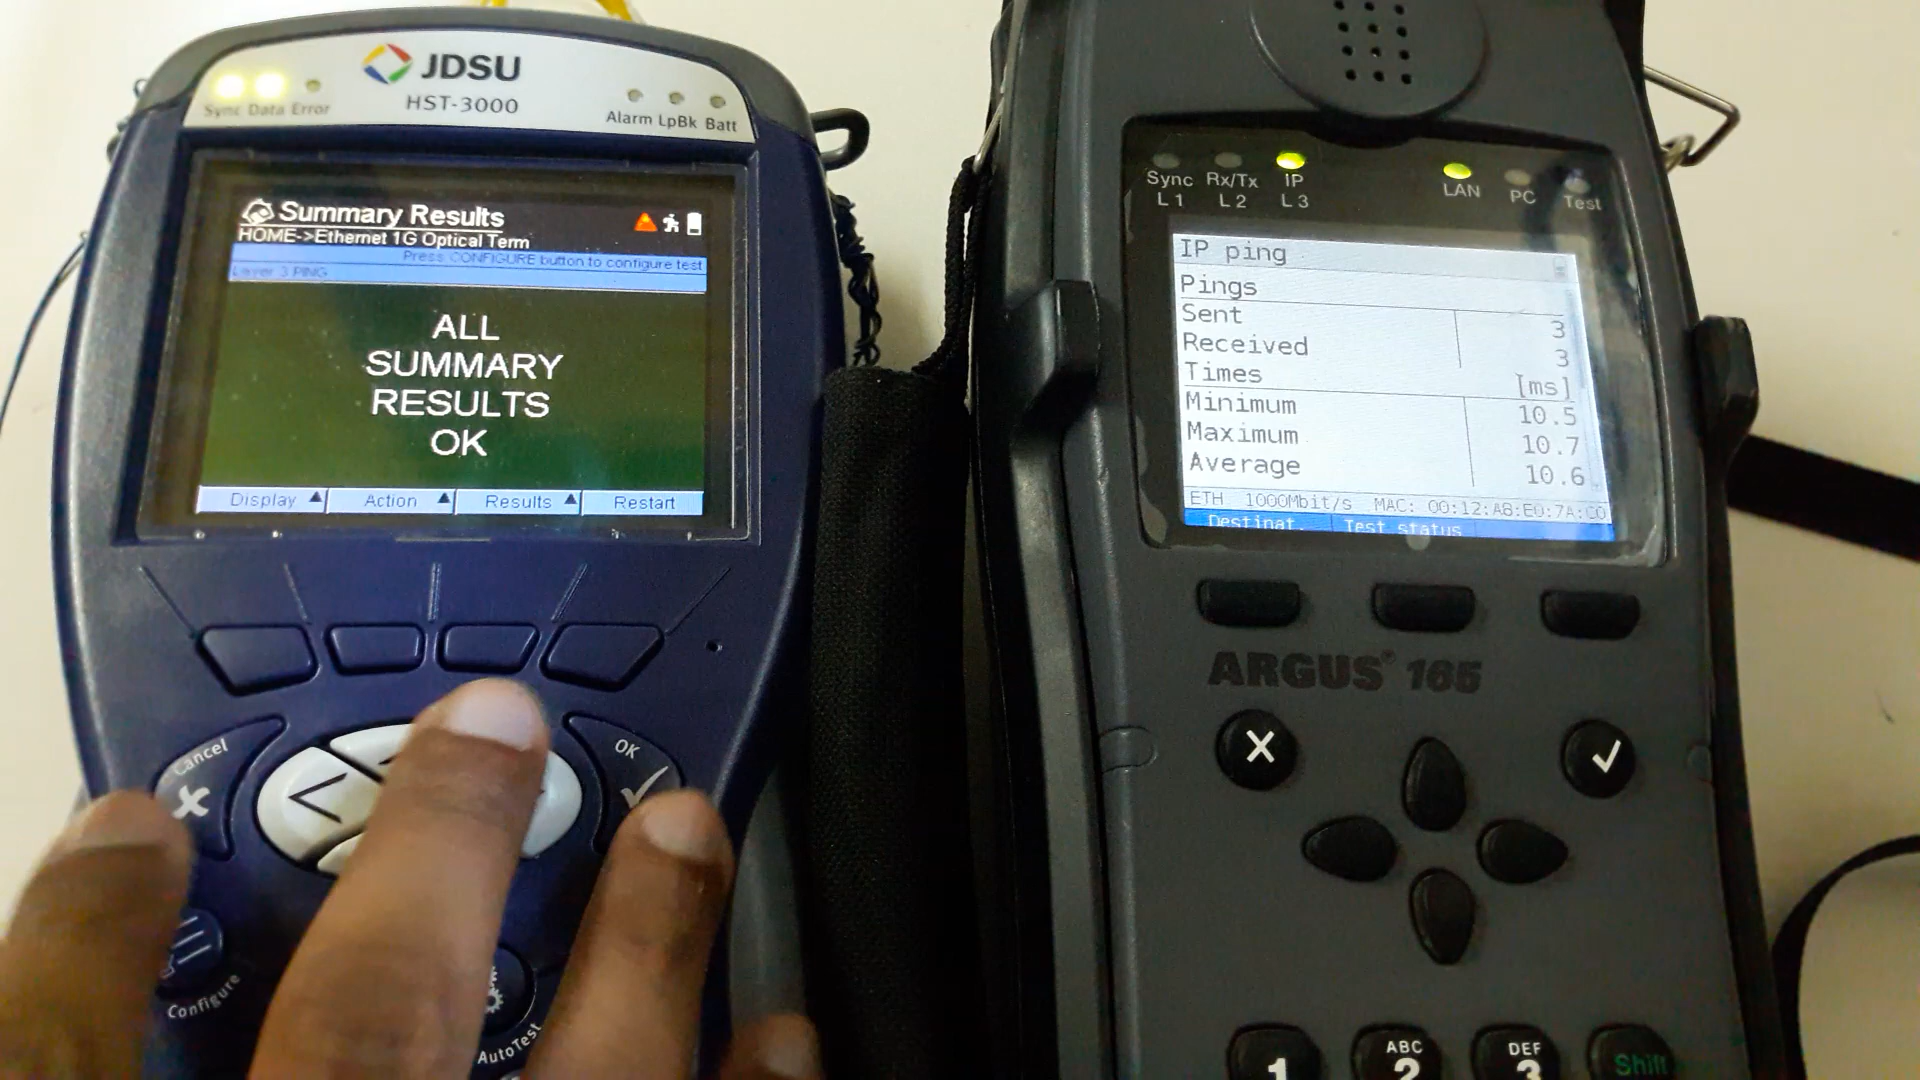 JDSU
HST-3000
Sync Data Error
Alarm LpBk Batt
Summary Results
HOME->Ethernet 1G Optical Term
Press CONFIGURE button to configure test
Layer 3 PING
ALL
SUMMARY
RESULTS
OK
Display Action Results Restart
Cancel
OK
Configure
AutoTest
Sync Rx/Tx IP LAN PC Test
L1 L2 L3
IP ping
Pings
Sent 3
Received 3
Times [ms]
Minimum 10.5
Maximum 10.7
Average 10.6
ETH 1000Mbit/s MAC: 00:12:A8:E0:7A:C0
Destinat. Test status
ARGUS® 165
1 ABC 2 DEF 3 Shift